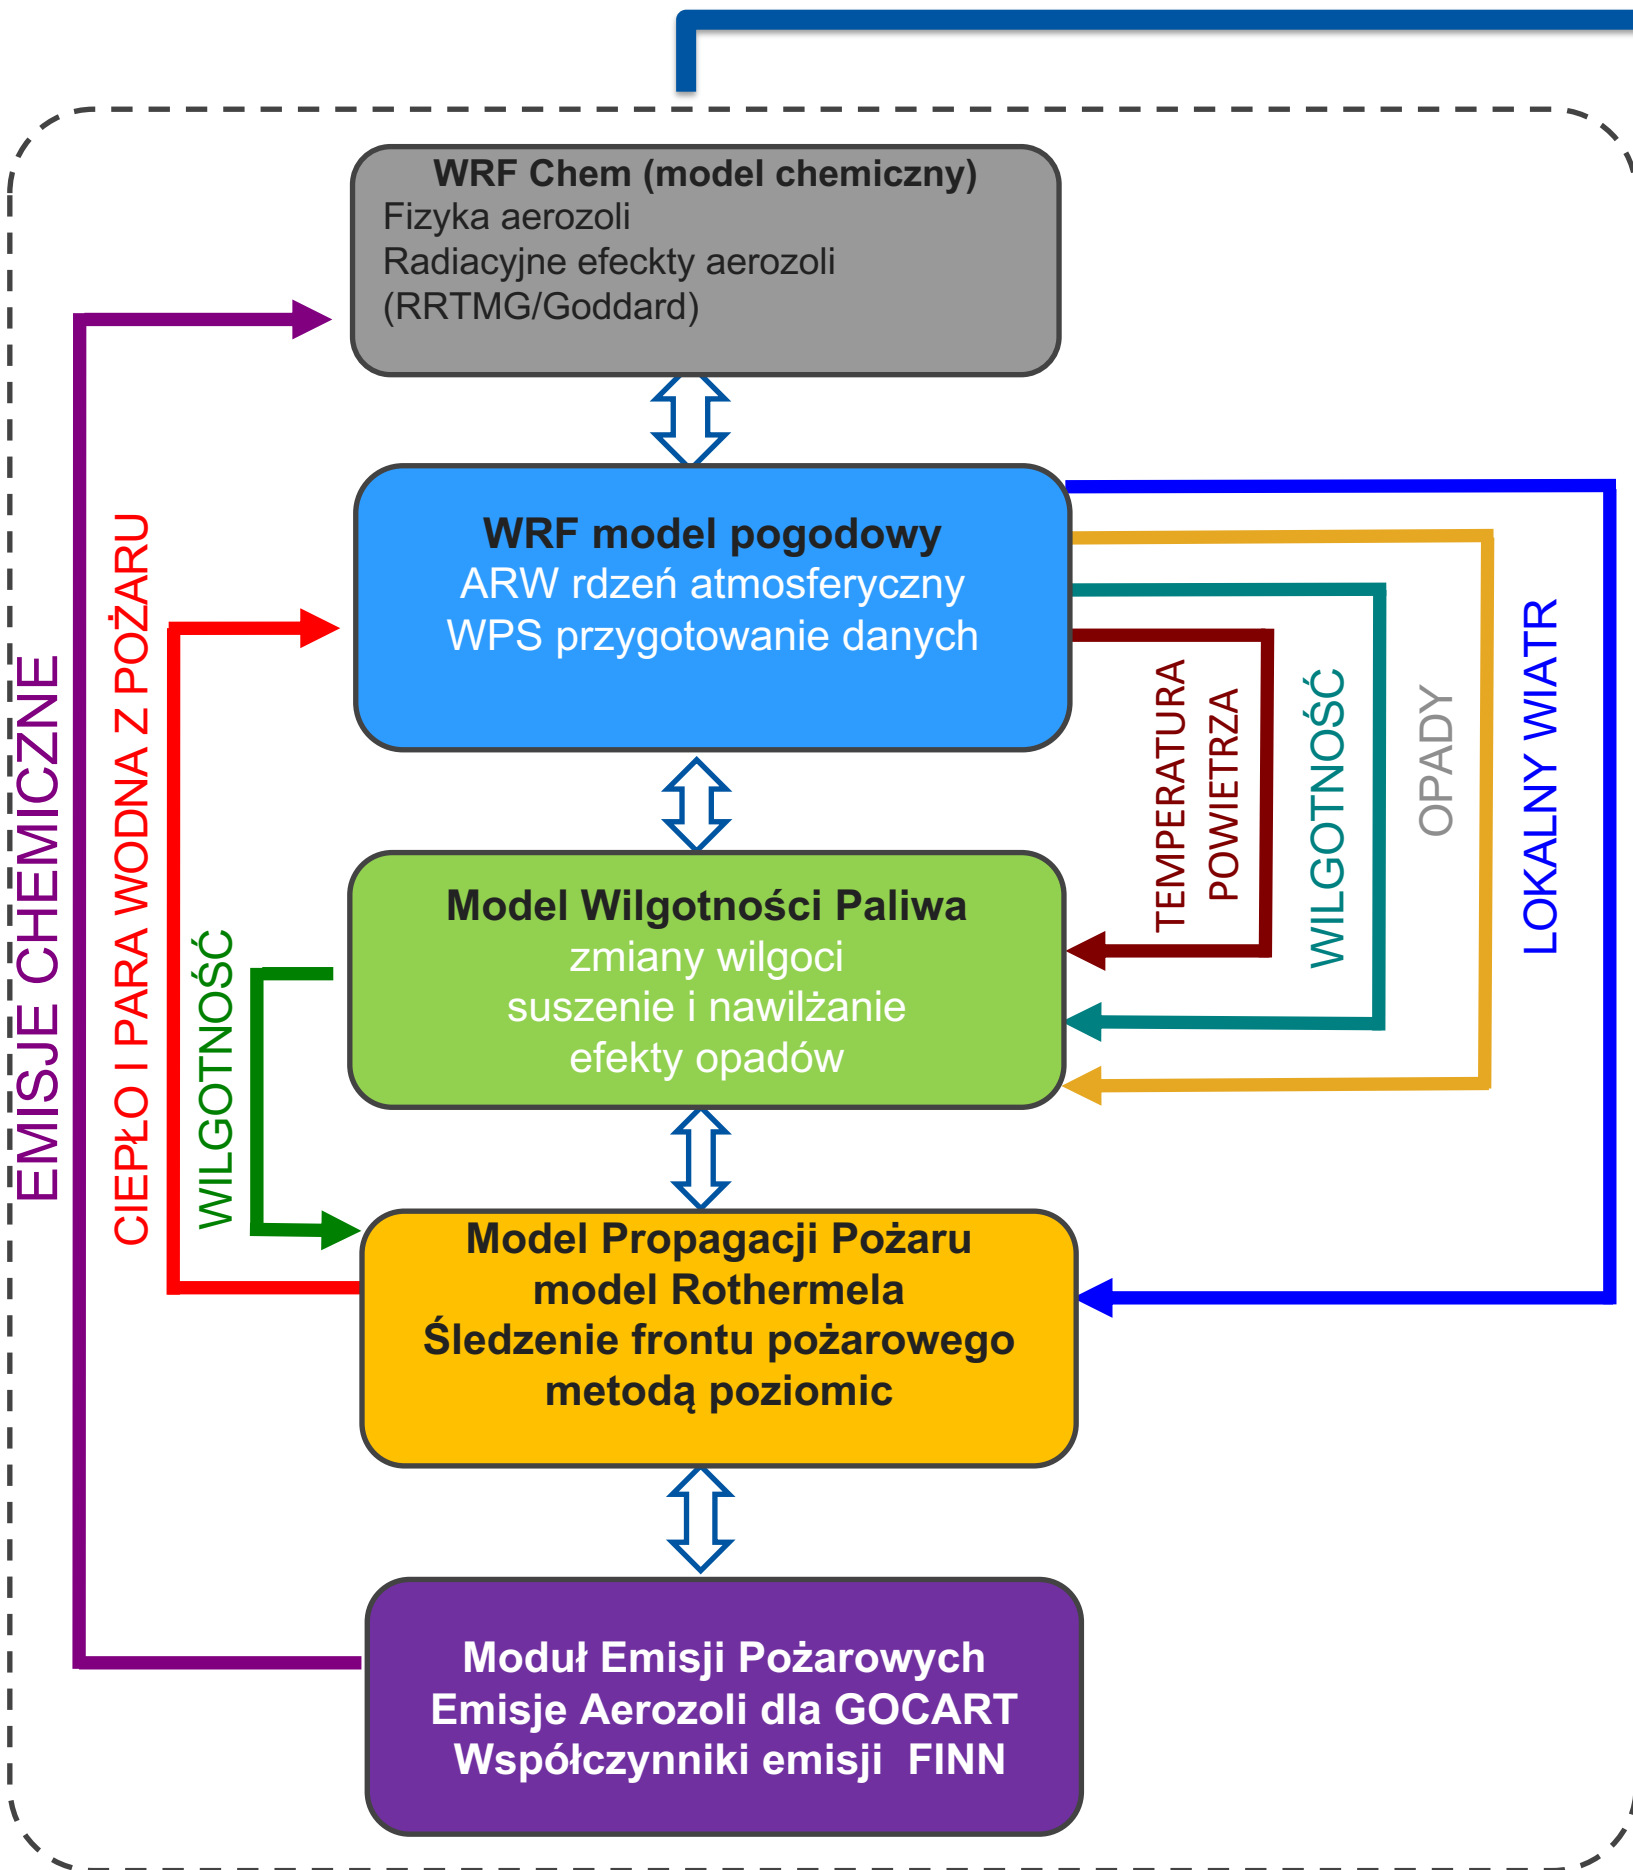 WRF Chem (model chemiczny)
Fizyka aerozoli
Radiacyjne efeckty aerozoli
(RRTMG/Goddard)
WRF model pogodowy
ARW rdzeń atmosferyczny
WPS przygotowanie danych
Model Wilgotności Paliwa
zmiany wilgoci
suszenie i nawilżanie
efekty opadów
Model Propagacji Pożaru
model Rothermela
Śledzenie frontu pożarowego
metodą poziomic
Moduł Emisji Pożarowych
Emisje Aerozoli dla GOCART
Współczynniki emisji  FINN
EMISJE CHEMICZNE
CIEPŁO I PARA WODNA Z POŻARU
WILGOTNOŚĆ
TEMPERATURA
POWIETRZA
WILGOTNOŚĆ
OPADY
LOKALNY WIATR